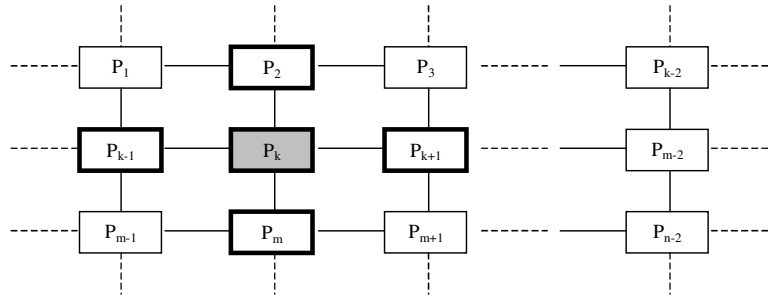 P₁ P₂ P₃ Pₖ₋₂
Pₖ₋₁ Pₖ Pₖ₊₁ Pₘ₋₂
Pₘ₋₁ Pₘ Pₘ₊₁ Pₙ₋₂